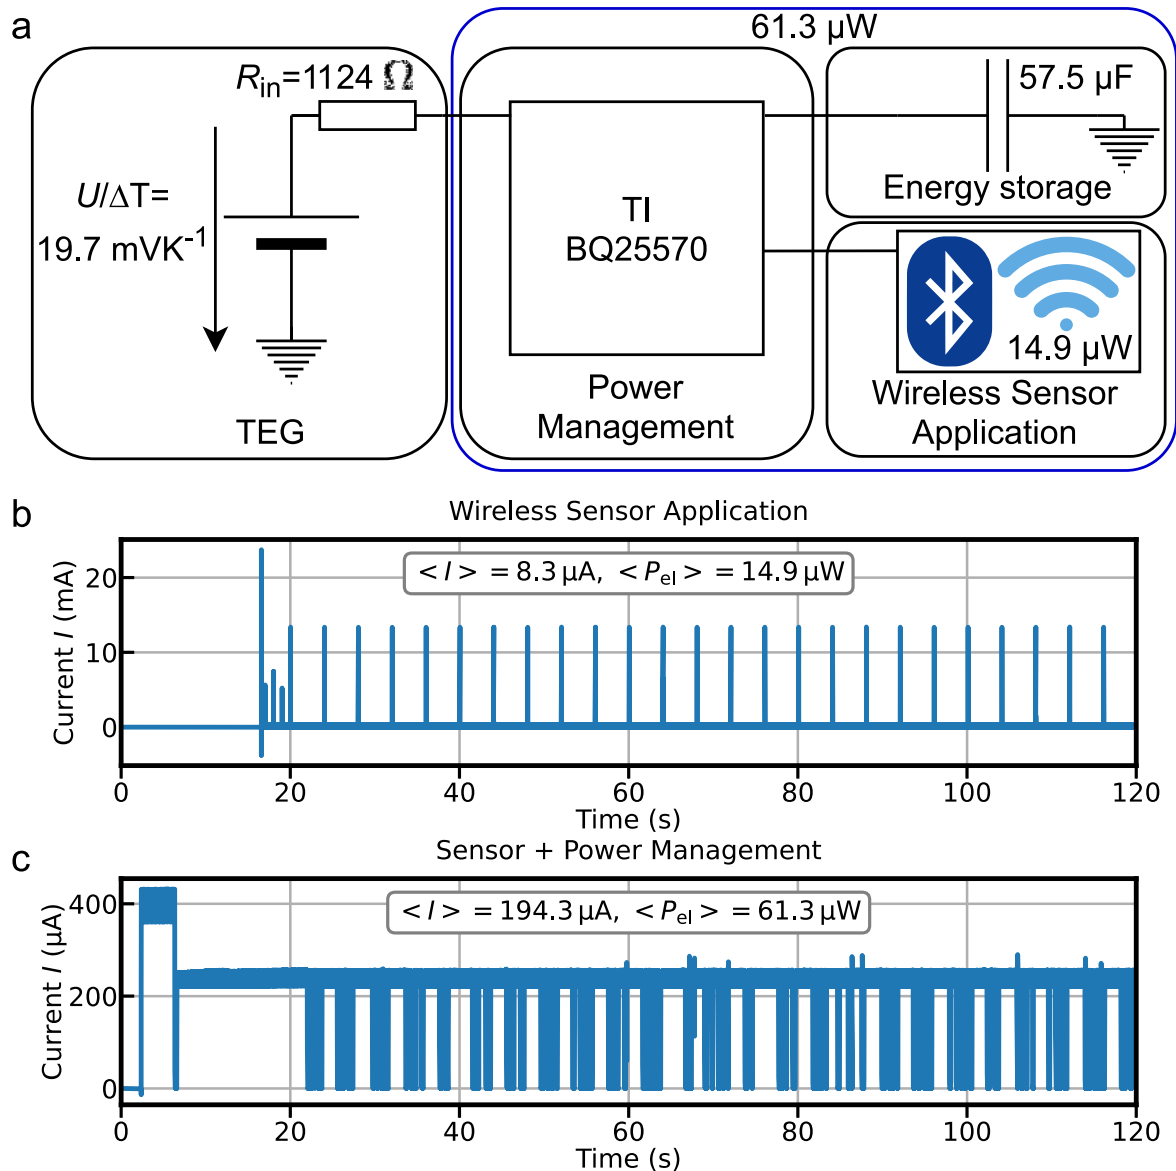 a
61.3 µW
R_in=1124 Ω
57.5 µF
U/ΔT=
19.7 mVK⁻¹
TI
BQ25570
Energy storage
14.9 µW
Power
Management
Wireless Sensor
Application
TEG
b
Wireless Sensor Application
<I> = 8.3 µA, <P_el> = 14.9 µW
Current I (mA)
20
10
0
0 20 40 60 80 100 120
Time (s)
c
Sensor + Power Management
<I> = 194.3 µA, <P_el> = 61.3 µW
Current I (µA)
400
200
0
0 20 40 60 80 100 120
Time (s)